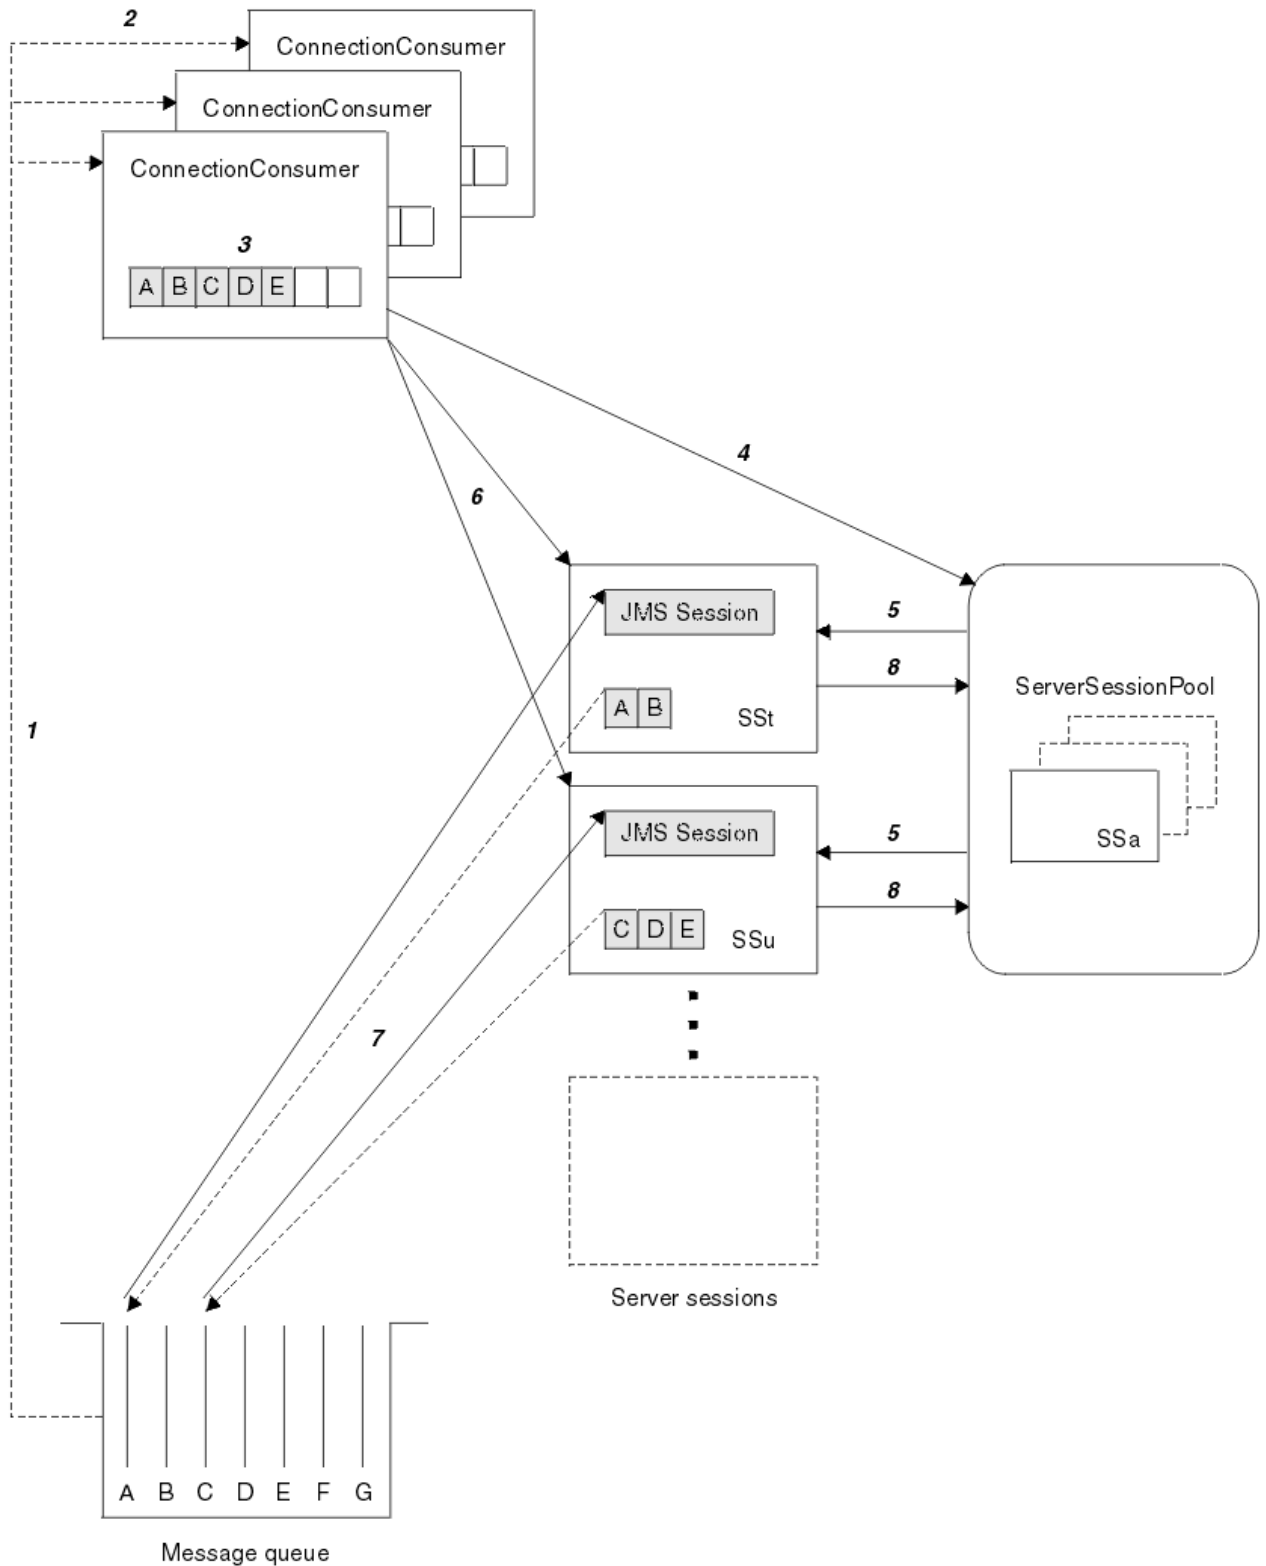 2
ConnectionConsumer
ConnectionConsumer
ConnectionConsumer
3
A B C D E
4
6
JMS Session
5
8
A B
SSt
ServerSessionPool
1
JMS Session
5
SSa
8
C D E
SSu
7
Server sessions
A B C D E F G
Message queue